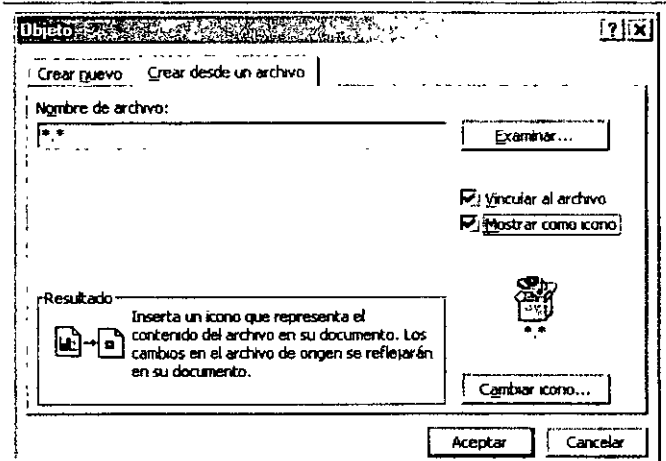 Objeto
Crear nuevo
Crear desde un archivo
Nombre de archivo:
*.*
Examinar...
Vincular al archivo
Mostrar como icono
*.*
Resultado
Inserta un icono que representa el
contenido del archivo en su documento. Los
cambios en el archivo de origen se reflejarán
en su documento.
Cambiar icono...
Aceptar
Cancelar